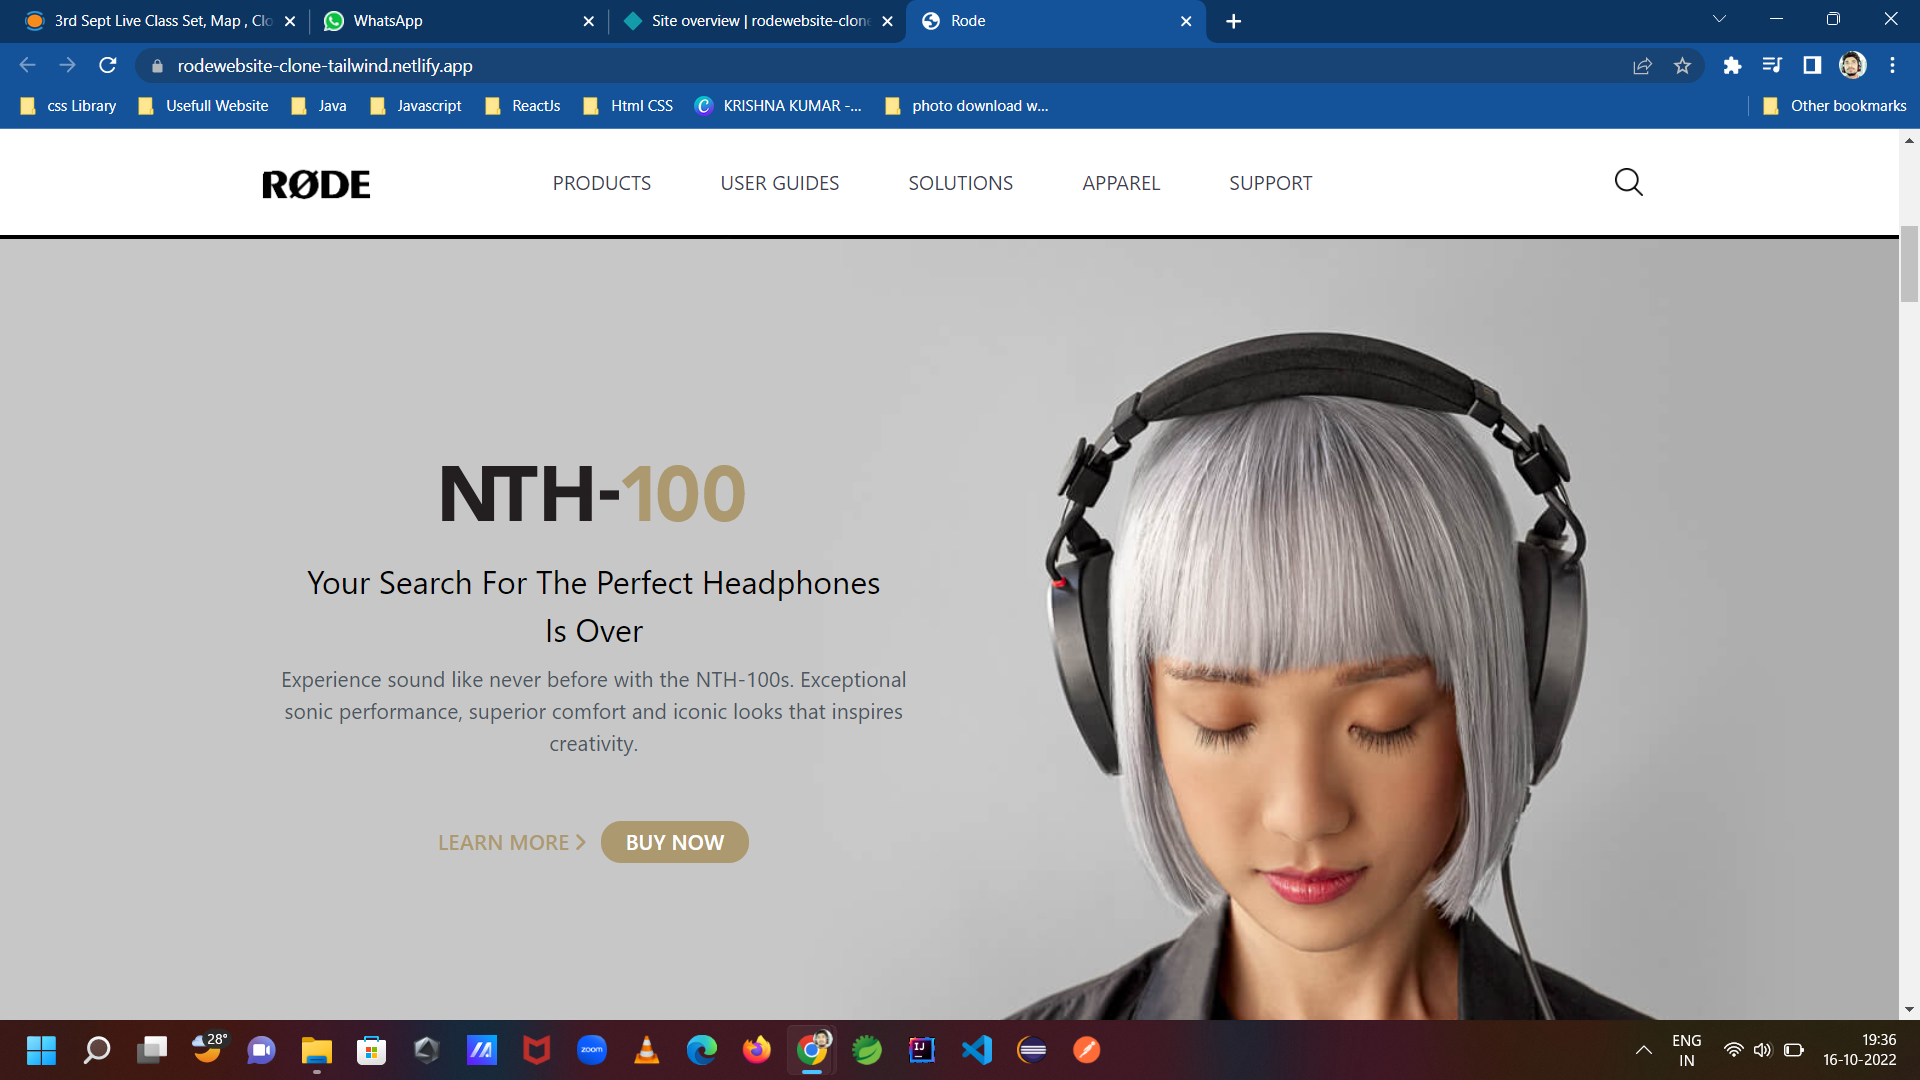 3rd Sept Live Class Set, Map , Clo
WhatsApp
Site overview | rodewebsite-clone
Rode
rodewebsite-clone-tailwind.netlify.app
css Library
Usefull Website
Java
Javascript
ReactJs
Html CSS
KRISHNA KUMAR -...
photo download w...
Other bookmarks
RØDE
PRODUCTS
USER GUIDES
SOLUTIONS
APPAREL
SUPPORT
NTH-100
Your Search For The Perfect Headphones
Is Over
Experience sound like never before with the NTH-100s. Exceptional
sonic performance, superior comfort and iconic looks that inspires
creativity.
LEARN MORE
BUY NOW
28°
zoom
IJ
ENG
IN
19:36
16-10-2022